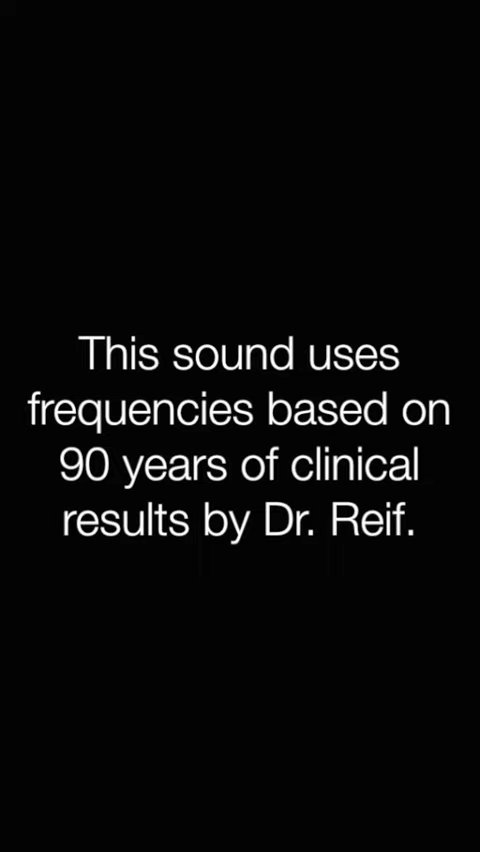 This sound uses
frequencies based on
90 years of clinical
results by Dr. Reif.